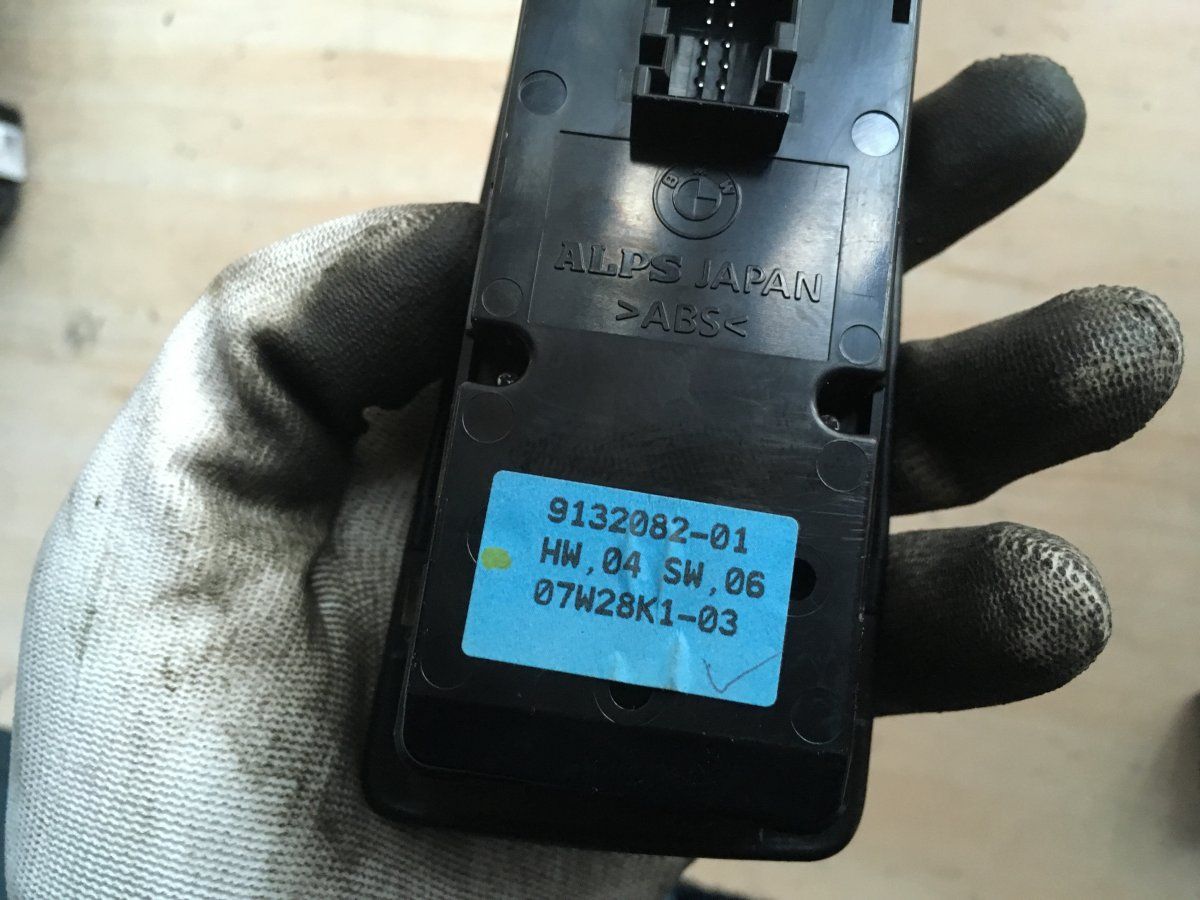 BMW
ALPS JAPAN
>ABS<
9132082-01
HW,04 SW,06
07W28K1-03